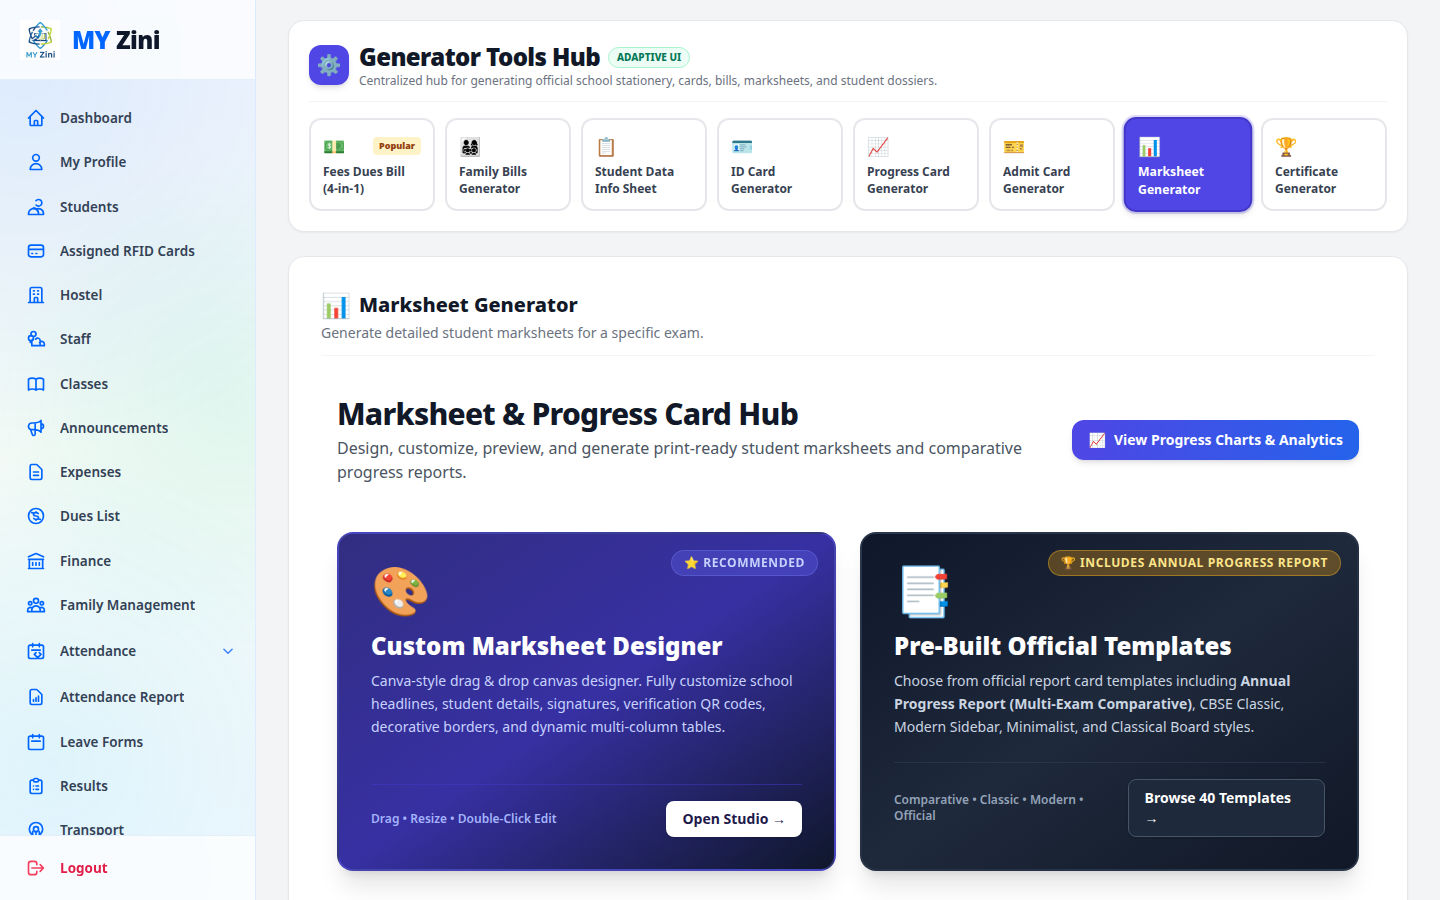 MY Zini
MY Zini
Dashboard
My Profile
Students
Assigned RFID Cards
Hostel
Staff
Classes
Announcements
Expenses
Dues List
Finance
Family Management
Attendance
Attendance Report
Leave Forms
Results
Transport
Logout
Generator Tools Hub
ADAPTIVE UI
Centralized hub for generating official school stationery, cards, bills, marksheets, and student dossiers.
Popular
Fees Dues Bill
(4-in-1)
Family Bills
Generator
Student Data
Info Sheet
ID Card
Generator
Progress Card
Generator
Admit Card
Generator
Marksheet
Generator
Certificate
Generator
Marksheet Generator
Generate detailed student marksheets for a specific exam.
Marksheet & Progress Card Hub
Design, customize, preview, and generate print-ready student marksheets and comparative
progress reports.
View Progress Charts & Analytics
RECOMMENDED
Custom Marksheet Designer
Canva-style drag & drop canvas designer. Fully customize school
headlines, student details, signatures, verification QR codes,
decorative borders, and dynamic multi-column tables.
Drag • Resize • Double-Click Edit
Open Studio →
INCLUDES ANNUAL PROGRESS REPORT
Pre-Built Official Templates
Choose from official report card templates including Annual
Progress Report (Multi-Exam Comparative), CBSE Classic,
Modern Sidebar, Minimalist, and Classical Board styles.
Comparative • Classic • Modern •
Official
Browse 40 Templates
→